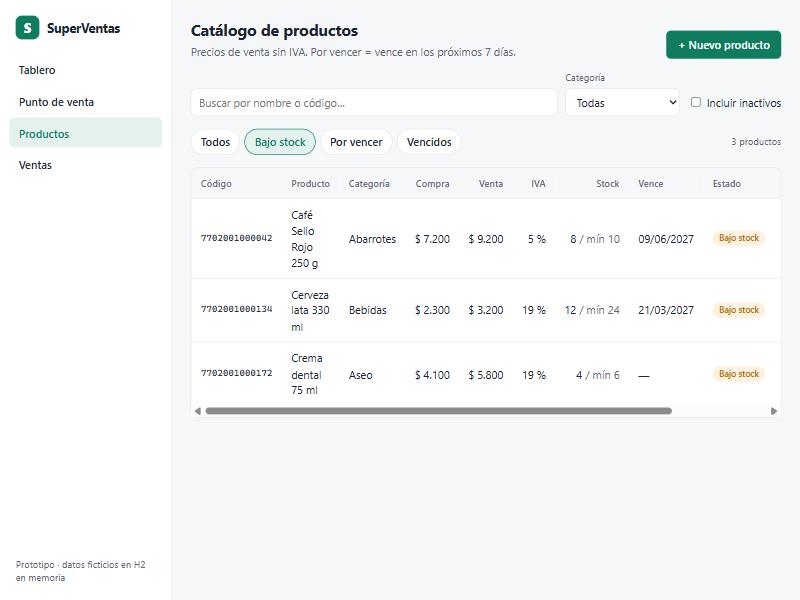 S SuperVentas
Tablero
Punto de venta
Productos
Ventas
Prototipo · datos ficticios en H2
en memoria
Catálogo de productos
Precios de venta sin IVA. Por vencer = vence en los próximos 7 días.
+ Nuevo producto
Categoría
Buscar por nombre o código...
Todas
Incluir inactivos
Todos
Bajo stock
Por vencer
Vencidos
3 productos
Código Producto Categoría Compra Venta IVA Stock Vence Estado
7702001000042 Café Sello Rojo 250 g Abarrotes $ 7.200 $ 9.200 5 % 8 / mín 10 09/06/2027 Bajo stock
7702001000134 Cerveza lata 330 ml Bebidas $ 2.300 $ 3.200 19 % 12 / mín 24 21/03/2027 Bajo stock
7702001000172 Crema dental 75 ml Aseo $ 4.100 $ 5.800 19 % 4 / mín 6 — Bajo stock